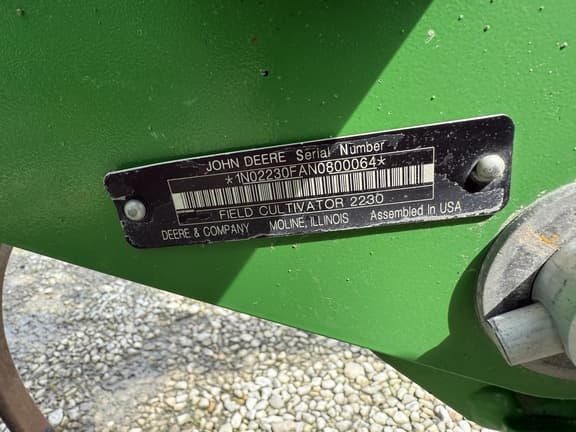 JOHN DEERE Serial Number
*1N02230FAN0800064*
FIELD CULTIVATOR 2230
DEERE & COMPANY MOLINE, ILLINOIS Assembled In USA